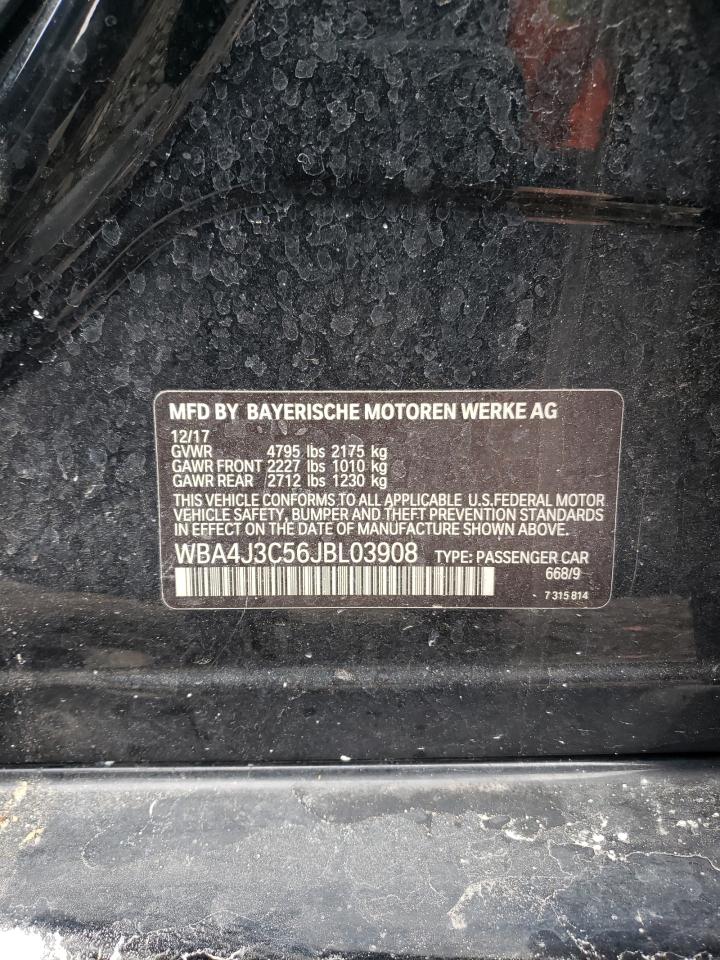 MFD BY BAYERISCHE MOTOREN WERKE AG
12/17
GVWR 4795 lbs 2175 kg
GAWR FRONT 2227 lbs 1010 kg
GAWR REAR 2712 lbs 1230 kg
THIS VEHICLE CONFORMS TO ALL APPLICABLE U.S.FEDERAL MOTOR
VEHICLE SAFETY, BUMPER AND THEFT PREVENTION STANDARDS
IN EFFECT ON THE DATE OF MANUFACTURE SHOWN ABOVE.
WBA4J3C56JBL03908 TYPE: PASSENGER CAR
668/9
7 315 814